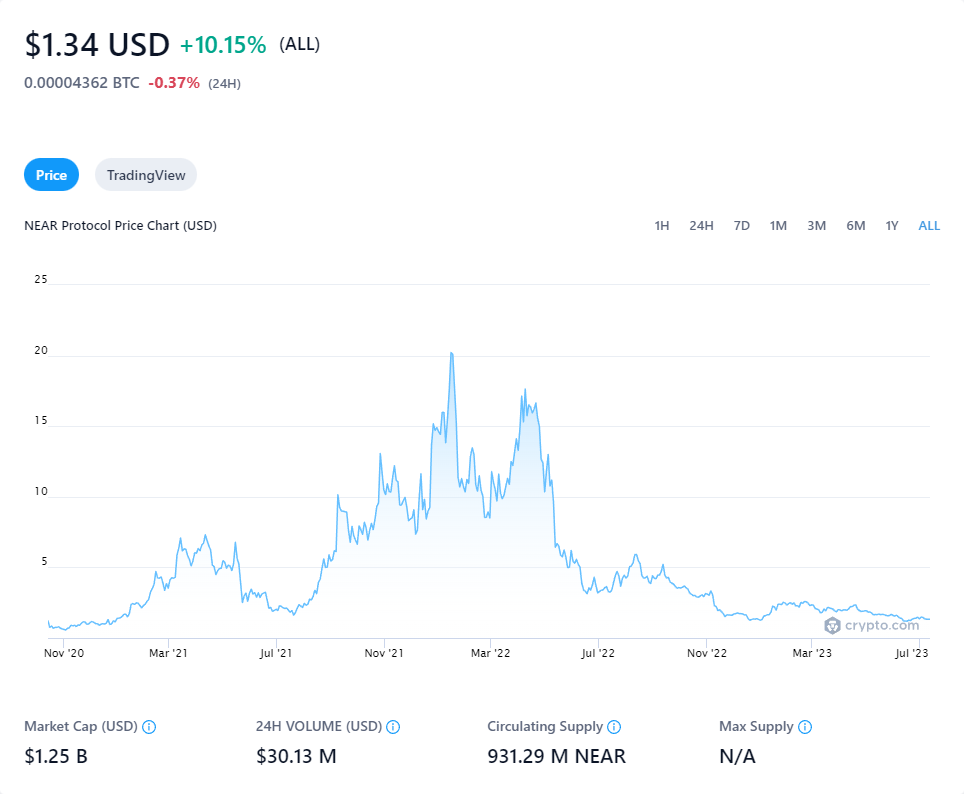 $1.34 USD +10.15% (ALL)
0.00004362 BTC -0.37% (24H)
Price TradingView
NEAR Protocol Price Chart (USD) 1H 24H 7D 1M 3M 6M 1Y ALL
25
20
15
10
5
crypto.com
Nov '20 Mar '21 Jul '21 Nov '21 Mar '22 Jul '22 Nov '22 Mar '23 Jul '23
Market Cap (USD) 24H VOLUME (USD) Circulating Supply Max Supply
$1.25 B $30.13 M 931.29 M NEAR N/A